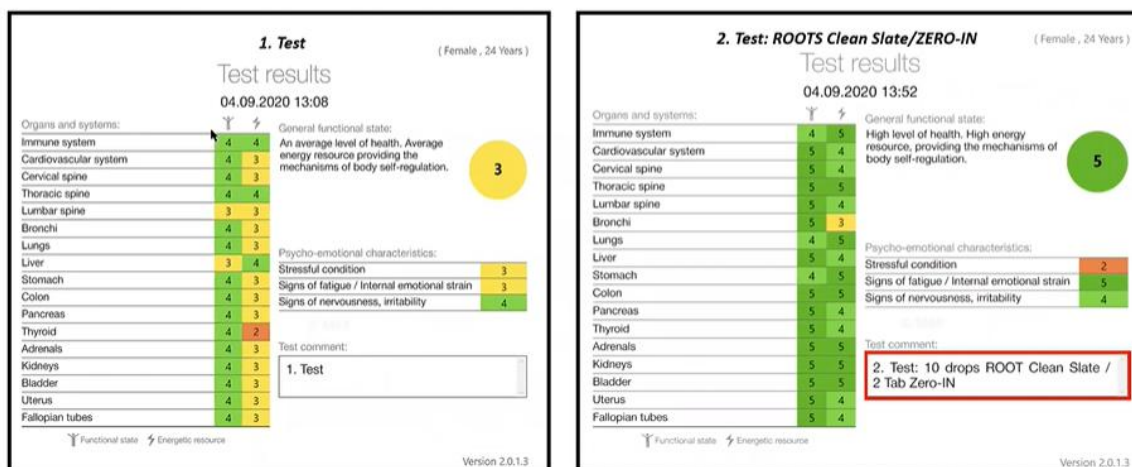 1. Test
( Female , 24 Years )
Test results
04.09.2020 13:08
Organs and systems:
Immune system 4 4
Cardiovascular system 4 3
Cervical spine 4 3
Thoracic spine 4 4
Lumbar spine 3 3
Bronchi 4 3
Lungs 4 3
Liver 3 4
Stomach 4 3
Colon 4 3
Pancreas 4 3
Thyroid 4 2
Adrenals 4 3
Kidneys 4 3
Bladder 4 3
Uterus 4 3
Fallopian tubes 4 3
Functional state Energetic resource
General functional state:
An average level of health. Average
energy resource providing the
mechanisms of body self-regulation.
3
Psycho-emotional characteristics:
Stressful condition 3
Signs of fatigue / Internal emotional strain 3
Signs of nervousness, irritability 4
Test comment:
1. Test
Version 2.0.1.3
2. Test: ROOTS Clean Slate/ZERO-IN
( Female , 24 Years )
Test results
04.09.2020 13:52
Organs and systems:
Immune system 4 5
Cardiovascular system 5 4
Cervical spine 5 4
Thoracic spine 5 5
Lumbar spine 5 4
Bronchi 5 3
Lungs 4 5
Liver 5 4
Stomach 4 5
Colon 5 5
Pancreas 5 4
Thyroid 5 4
Adrenals 5 5
Kidneys 5 5
Bladder 5 5
Uterus 5 4
Fallopian tubes 5 4
Functional state Energetic resource
General functional state:
High level of health. High energy
resource, providing the mechanisms of
body self-regulation.
5
Psycho-emotional characteristics:
Stressful condition 2
Signs of fatigue / Internal emotional strain 5
Signs of nervousness, irritability 4
Test comment:
2. Test: 10 drops ROOT Clean Slate /
2 Tab Zero-IN
Version 2.0.1.3